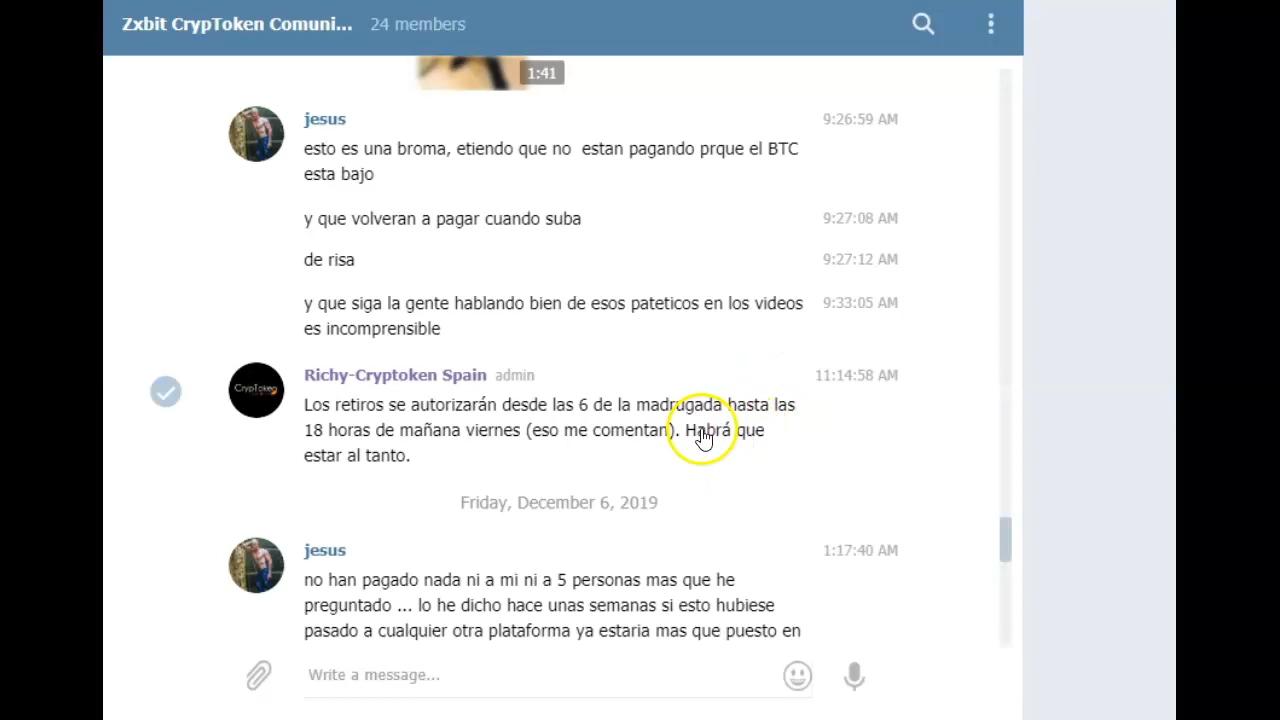 Zxbit CrypToken Comuni... 24 members
1:41
jesus 9:26:59 AM
esto es una broma, etiendo que no estan pagando prque el BTC
esta bajo
y que volveran a pagar cuando suba 9:27:08 AM
de risa 9:27:12 AM
y que siga la gente hablando bien de esos pateticos en los videos 9:33:05 AM
es incomprensible
CrypToken
Richy-Cryptoken Spain admin 11:14:58 AM
Los retiros se autorizarán desde las 6 de la madrugada hasta las
18 horas de mañana viernes (eso me comentan). Habrá que
estar al tanto.
Friday, December 6, 2019
jesus 1:17:40 AM
no han pagado nada ni a mi ni a 5 personas mas que he
preguntado ... lo he dicho hace unas semanas si esto hubiese
pasado a cualquier otra plataforma ya estaria mas que puesto en
Write a message...